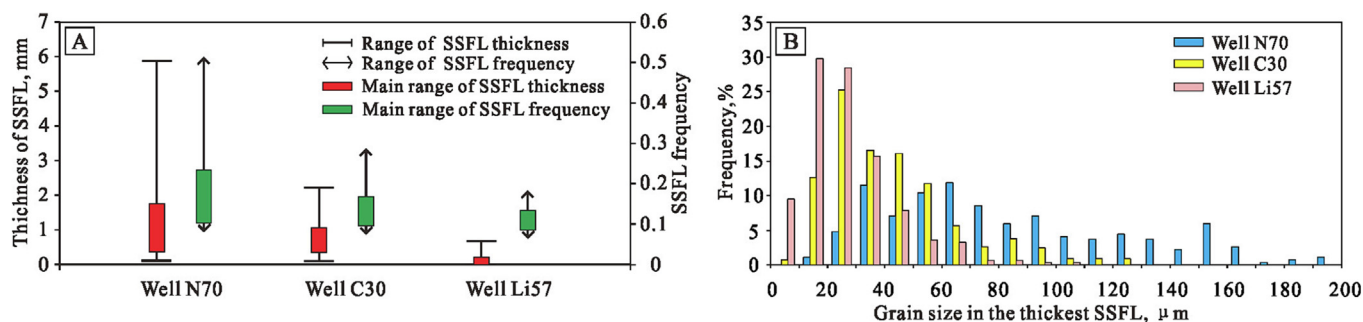 A
Thichness of SSFL, mm
7
6
5
4
3
2
1
0
Range of SSFL thickness
Range of SSFL frequency
Main range of SSFL thickness
Main range of SSFL frequency
0.6
0.5
0.4
0.3
0.2
0.1
0
SSFL frequency
Well N70 Well C30 Well Li57
B
Frequency,%
35
30
25
20
15
10
5
0
Well N70
Well C30
Well Li57
0 20 40 60 80 100 120 140 160 180 200
Grain size in the thickest SSFL, μm